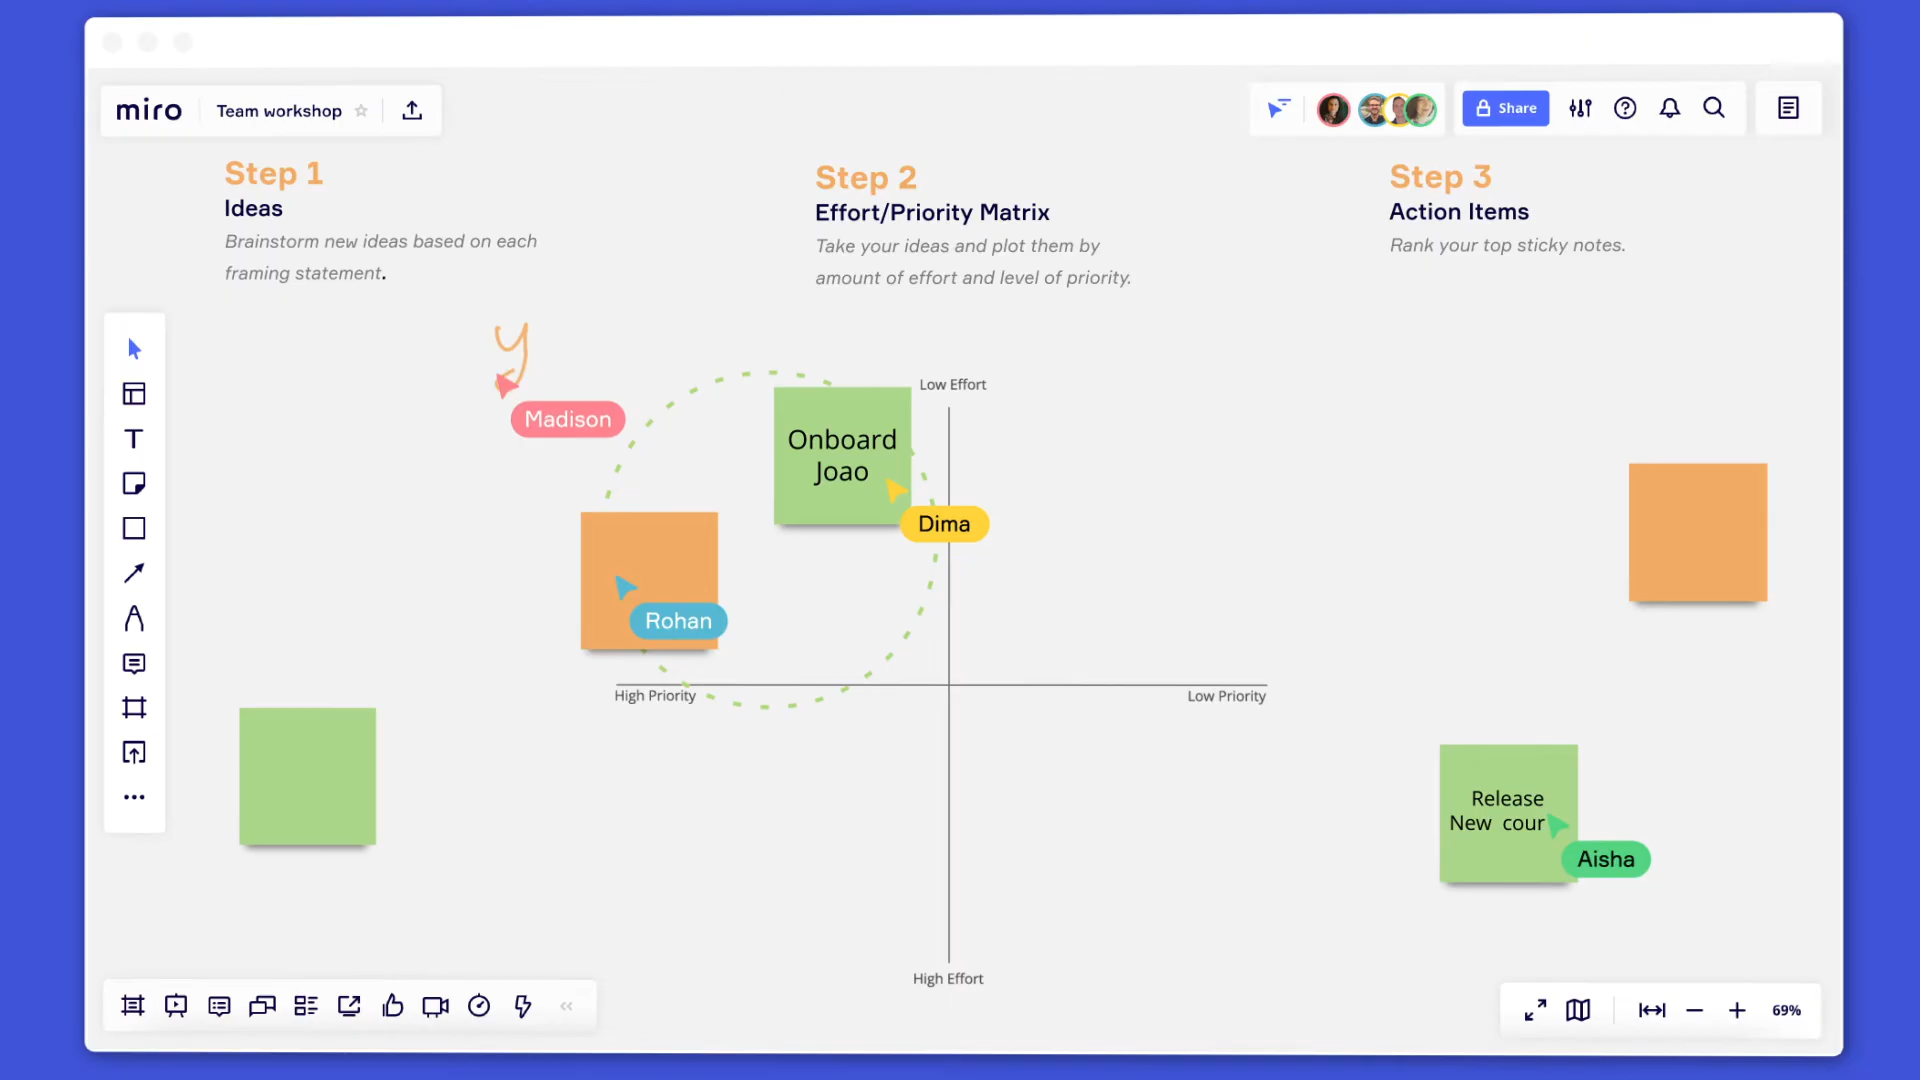 miro
Team workshop
Share
Step 1
Ideas
Brainstorm new ideas based on each
framing statement.
Step 2
Effort/Priority Matrix
Take your ideas and plot them by
amount of effort and level of priority.
Step 3
Action Items
Rank your top sticky notes.
y
Madison
Low Effort
Onboard
Joao
Dima
Rohan
High Priority
Low Priority
Release
New cour
Aisha
High Effort
69%